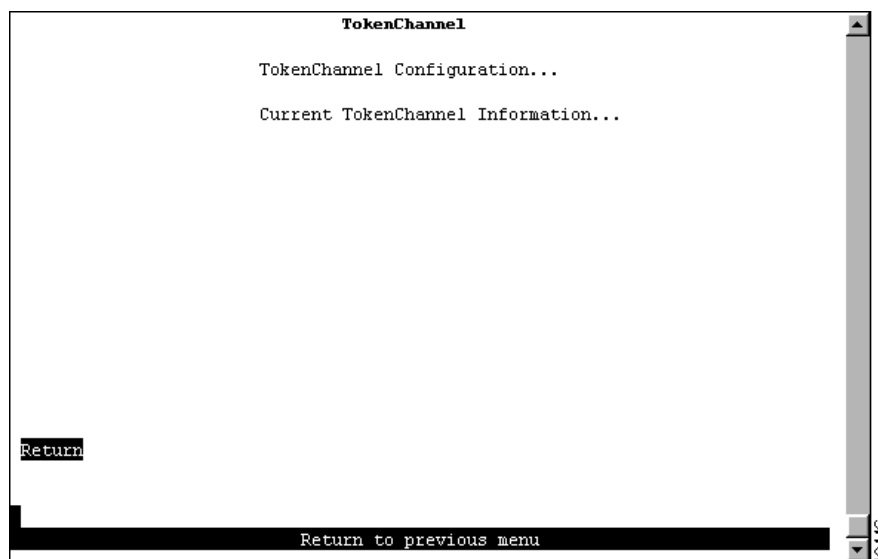 TokenChannel
TokenChannel Configuration...
Current TokenChannel Information...
Return
Return to previous menu